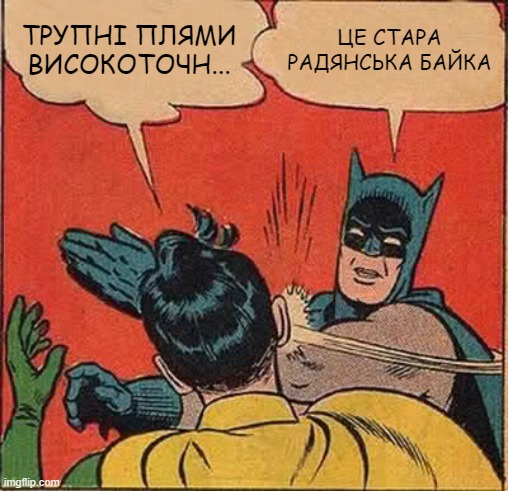 ТРУПНІ ПЛЯМИ
ВИСОКОТОЧН...
ЦЕ СТАРА
РАДЯНСЬКА БАЙКА
imgflip.com